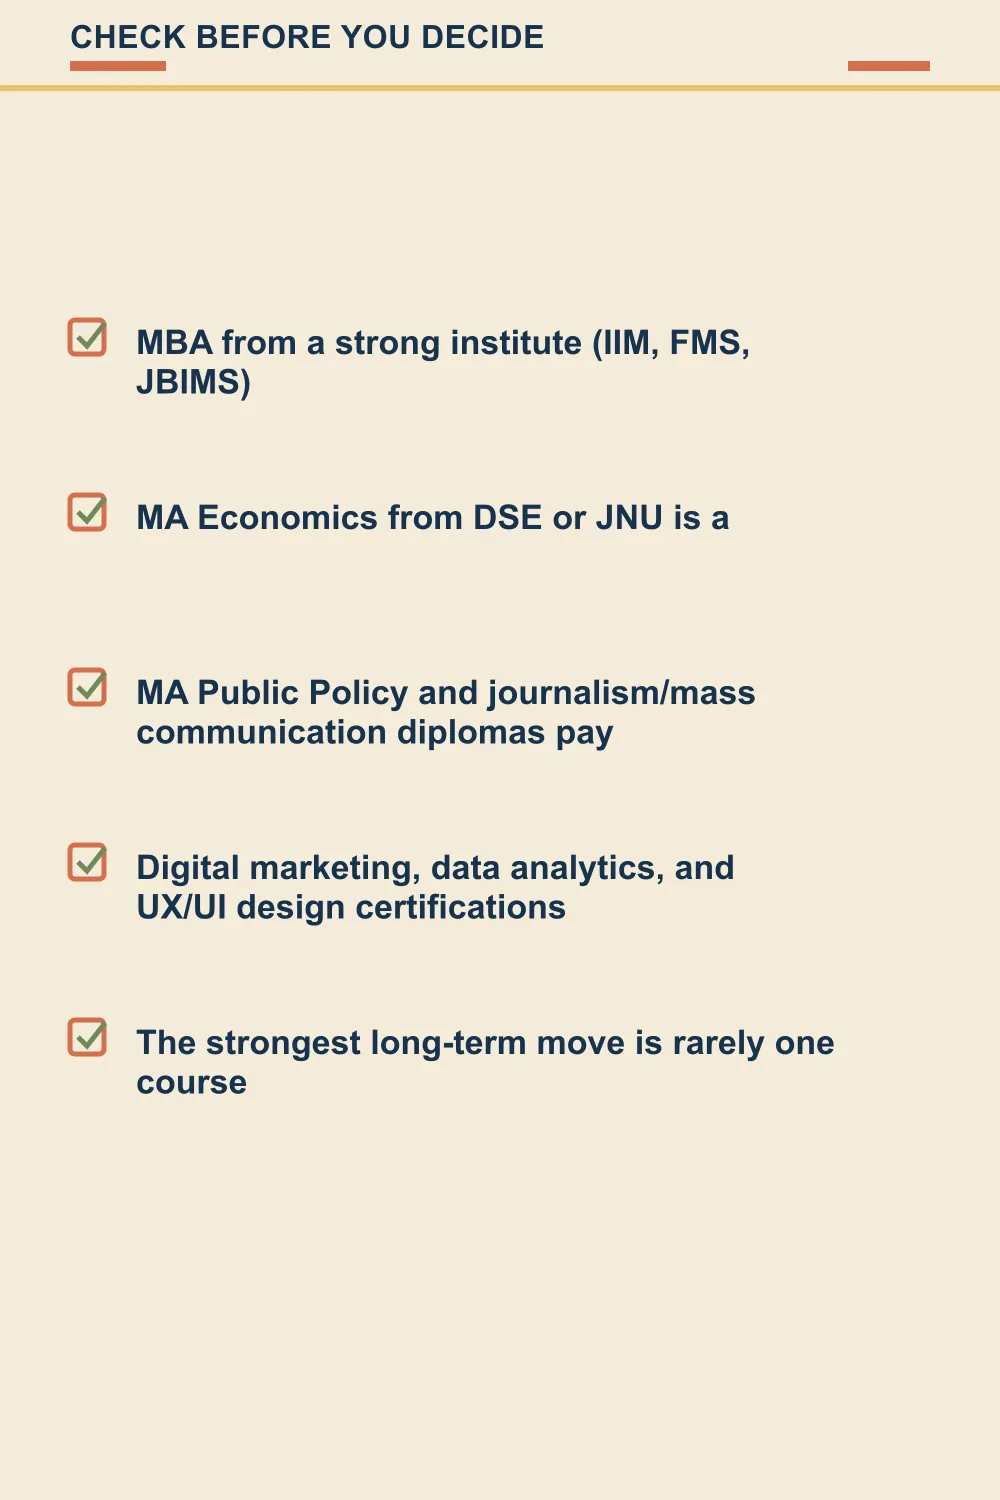 CHECK BEFORE YOU DECIDE
MBA from a strong institute (IIM, FMS,
JBIMS)
MA Economics from DSE or JNU is a
MA Public Policy and journalism/mass
communication diplomas pay
Digital marketing, data analytics, and
UX/UI design certifications
The strongest long-term move is rarely one
course